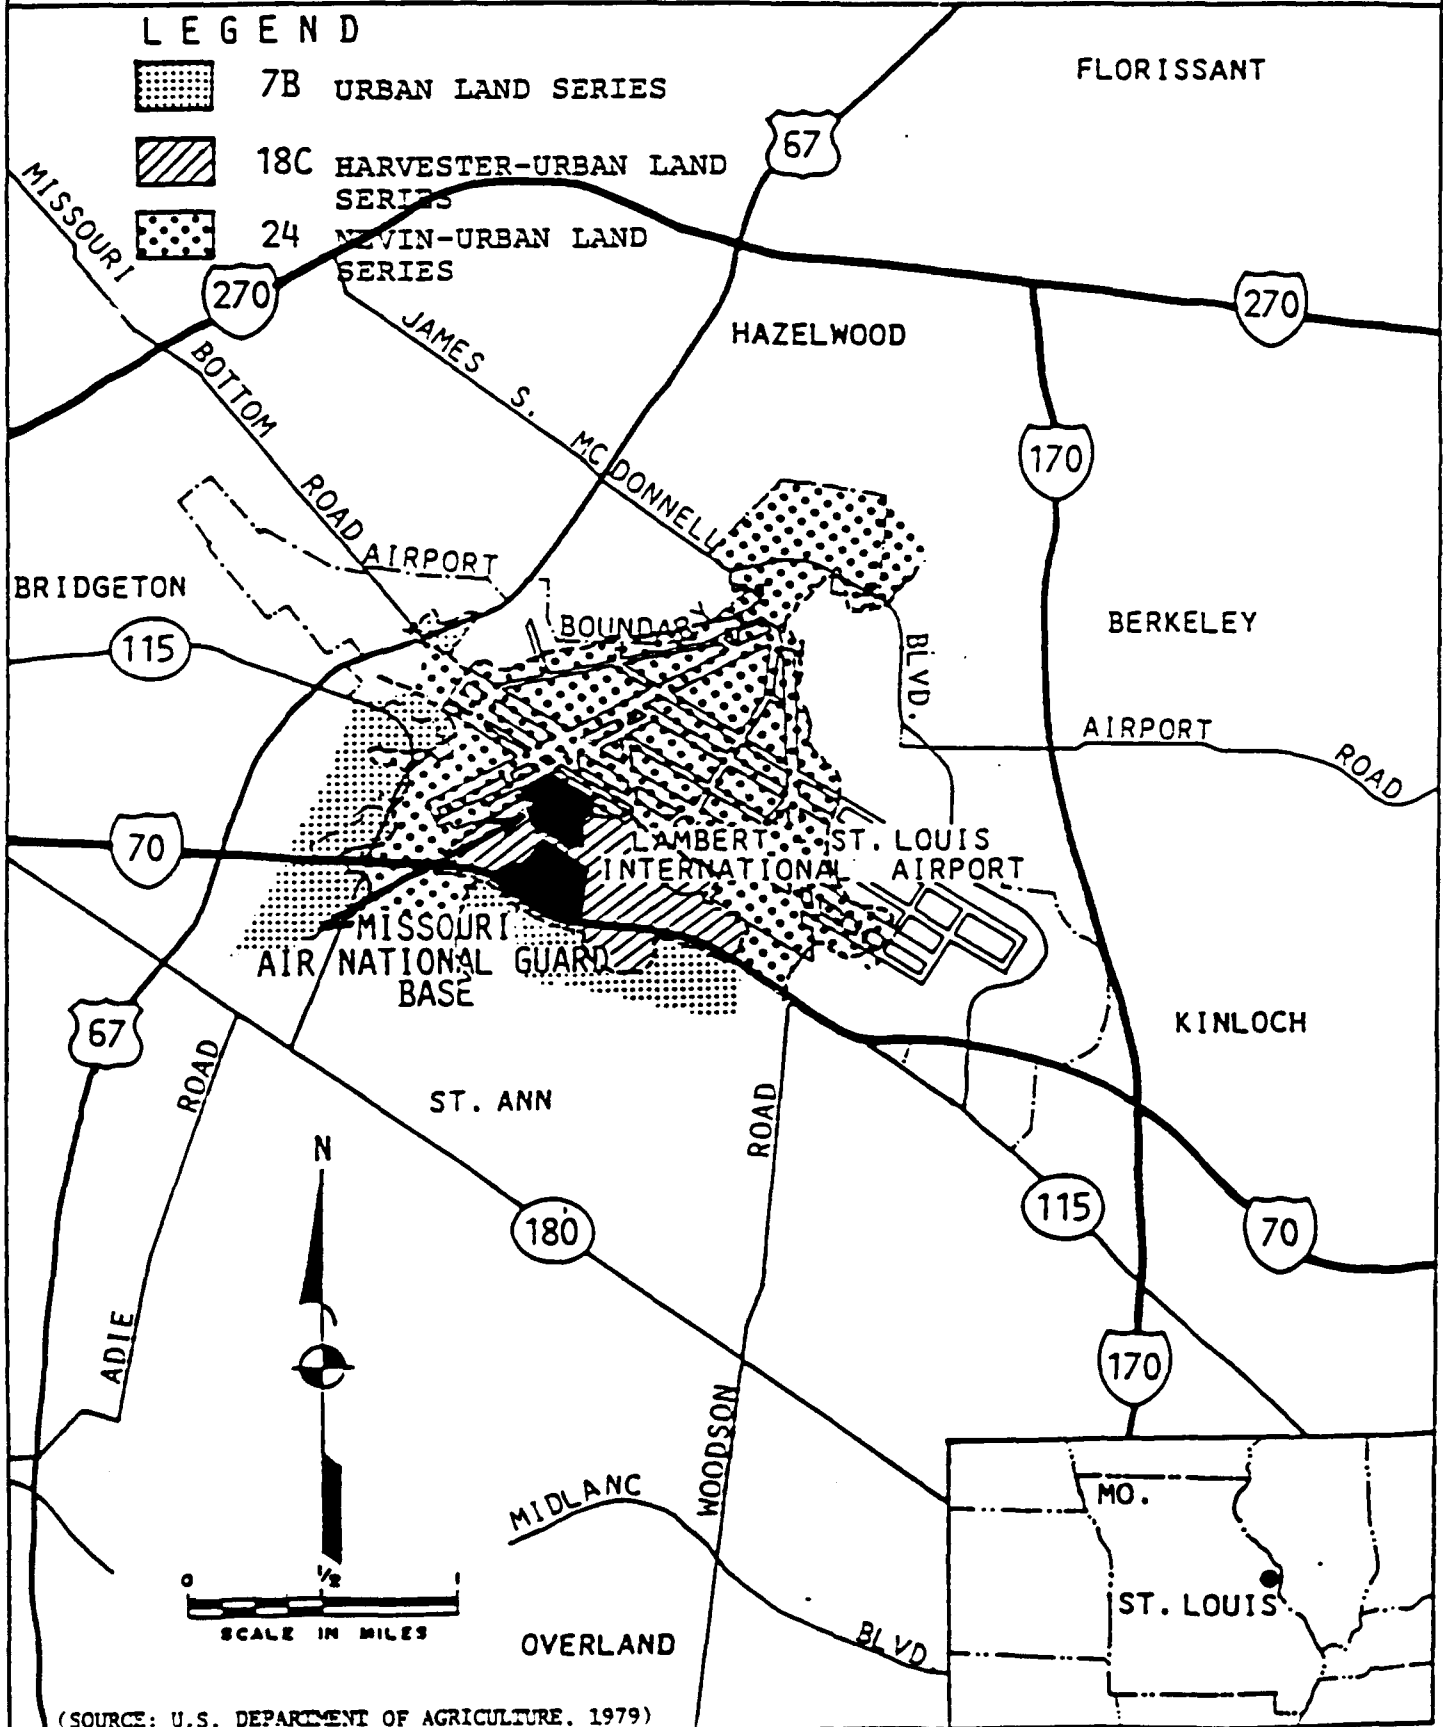 LEGEND
7B URBAN LAND SERIES
18C HARVESTER-URBAN LAND
SERIES
24 NEVIN-URBAN LAND
SERIES
FLORISSANT
67
MISSOURI
BOTTOM
ROAD
270
270
JAMES S. MC DONNELL
BLVD.
HAZELWOOD
170
AIRPORT
BOUNDARY
BRIDGETON
115
BERKELEY
AIRPORT
ROAD
70
LAMBERT ST. LOUIS
INTERNATIONAL AIRPORT
MISSOURI
AIR NATIONAL GUARD
BASE
67
KINLOCH
ADIE
ROAD
ST. ANN
WOODSON
ROAD
N
180
115
70
170
MIDLANC
BLVD.
MO.
ST. LOUIS
0 1/2 1
SCALE IN MILES
OVERLAND
(SOURCE: U.S. DEPARTMENT OF AGRICULTURE. 1979)